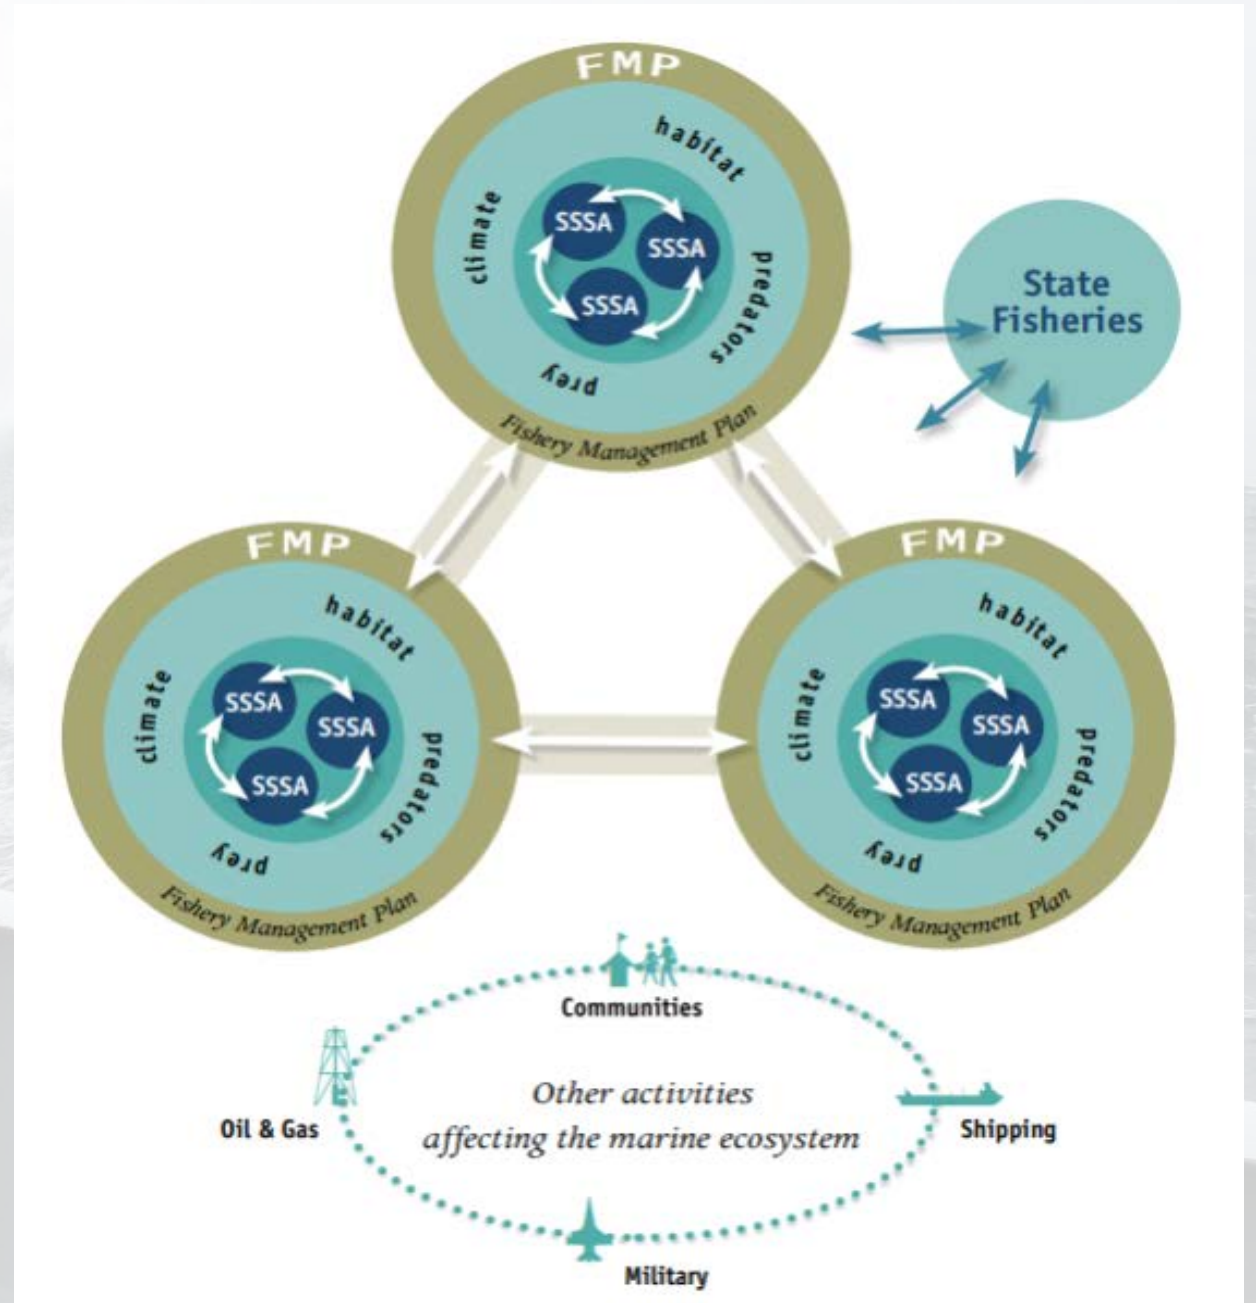 FMP
habitat
climate
SSSA
SSSA
SSSA
predators
prey
Fishery Management Plan
State
Fisheries
FMP
habitat
climate
SSSA
SSSA
SSSA
predators
prey
Fishery Management Plan
FMP
habitat
climate
SSSA
SSSA
SSSA
predators
prey
Fishery Management Plan
Communities
Other activities
affecting the marine ecosystem
Oil & Gas
Shipping
Military